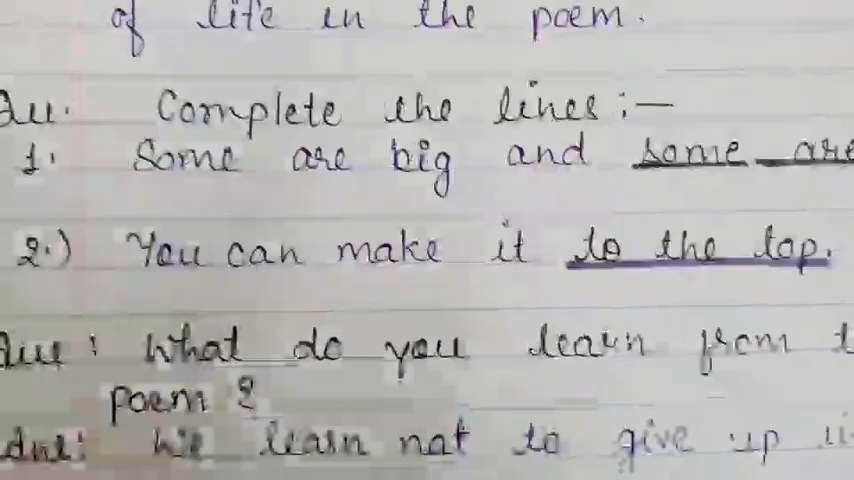 of life in the poem.
Qu. Complete the lines :—
1. Some are big and some are
2.) You can make it to the top.
Qu : What do you learn from
poem ?
Ans: We learn not to give up